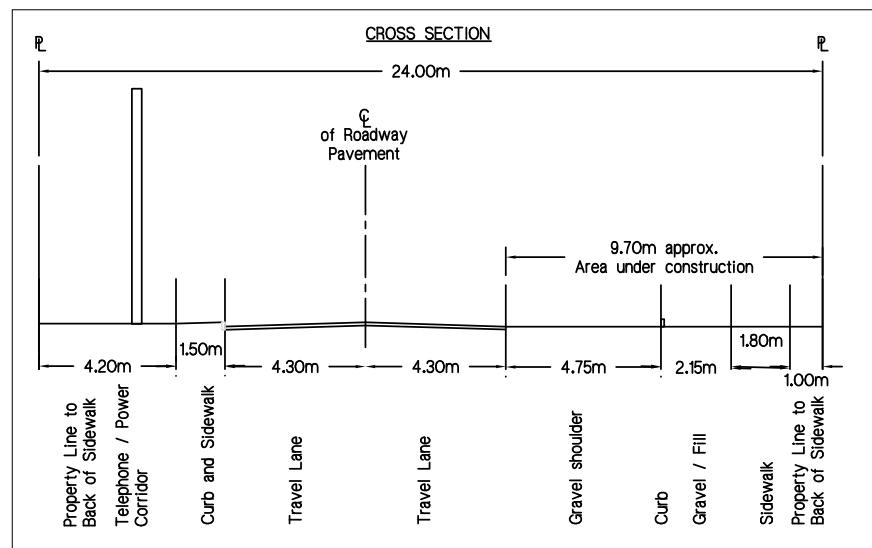 CROSS SECTION
PL
PL
24.00m
CL
of Roadway
Pavement
9.70m approx.
Area under construction
1.50m
1.80m
4.20m
4.30m
4.30m
4.75m
2.15m
1.00m
Property Line to
Back of Sidewalk
Telephone / Power
Corridor
Curb and Sidewalk
Travel Lane
Travel Lane
Gravel shoulder
Curb
Gravel / Fill
Sidewalk
Property Line to
Back of Sidewalk